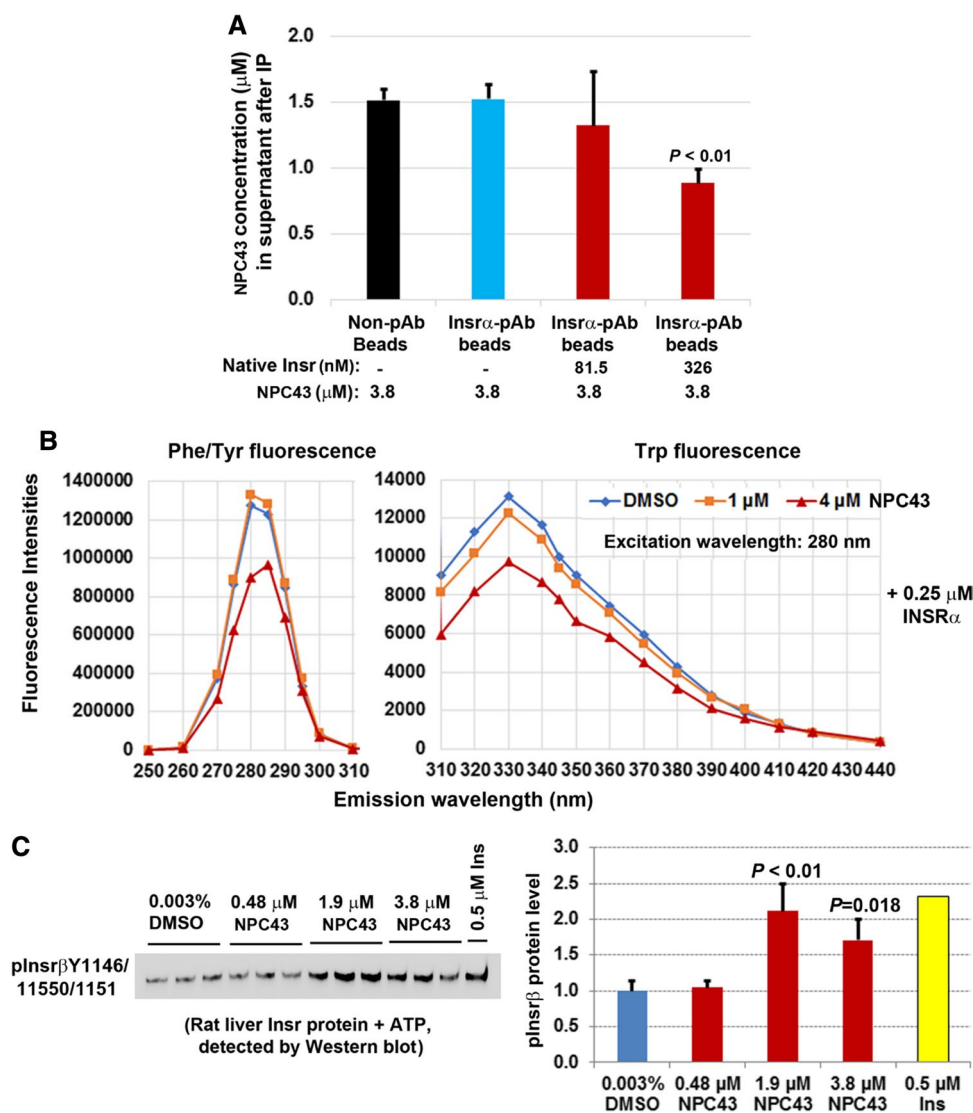 A
NPC43 concentration (μM)
in supernatant after IP
2.0
1.5
1.0
0.5
0.0
P < 0.01
Non-pAb
Beads
Insrα-pAb
beads
Insrα-pAb
beads
Insrα-pAb
beads
Native Insr (nM): - - 81.5 326
NPC43 (μM): 3.8 3.8 3.8 3.8
B
Phe/Tyr fluorescence
Trp fluorescence
Fluorescence Intensities
1400000
1200000
1000000
800000
600000
400000
200000
0
250 260 270 280 290 300 310
14000
12000
10000
8000
6000
4000
2000
0
310 320 330 340 350 360 370 380 390 400 410 420 430 440
DMSO 1 μM 4 μM NPC43
Excitation wavelength: 280 nm
+ 0.25 μM
INSRα
Emission wavelength (nm)
C
0.003%
DMSO
0.48 μM
NPC43
1.9 μM
NPC43
3.8 μM
NPC43
0.5 μM Ins
pInsrβY1146/
11550/1151
(Rat liver Insr protein + ATP,
detected by Western blot)
pInsrβ protein level
3.0
2.5
2.0
1.5
1.0
0.5
0.0
P < 0.01
P=0.018
0.003%
DMSO
0.48 μM
NPC43
1.9 μM
NPC43
3.8 μM
NPC43
0.5 μM
Ins